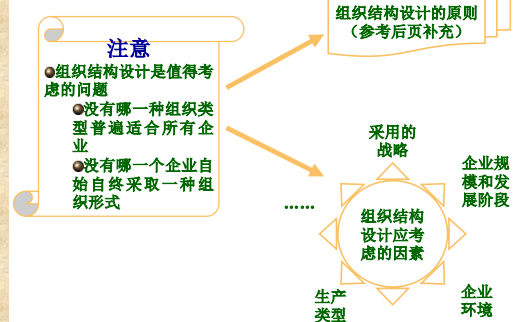 组织结构设计的原则
（参考后页补充）
注意
组织结构设计是值得考
虑的问题
没有哪一种组织类
型普遍适合所有企
业
没有哪一个企业自
始自终采取一种组
织形式
……
采用的
战略
企业规
模和发
展阶段
组织结构
设计应考
虑的因素
生产
类型
企业
环境